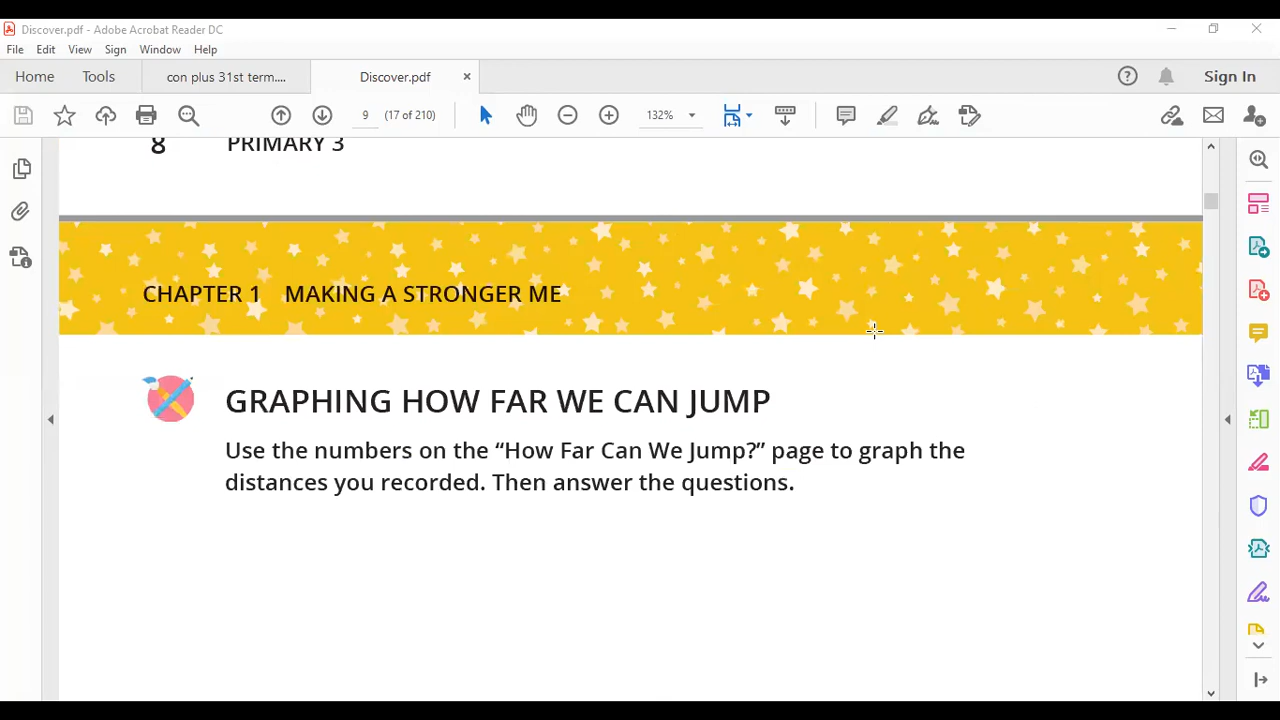 Discover.pdf - Adobe Acrobat Reader DC
File Edit View Sign Window Help
Home Tools con plus 31st term.... Discover.pdf × Sign In
9 (17 of 210) 132%
8 PRIMARY 3
CHAPTER 1 MAKING A STRONGER ME
GRAPHING HOW FAR WE CAN JUMP
Use the numbers on the “How Far Can We Jump?” page to graph the
distances you recorded. Then answer the questions.